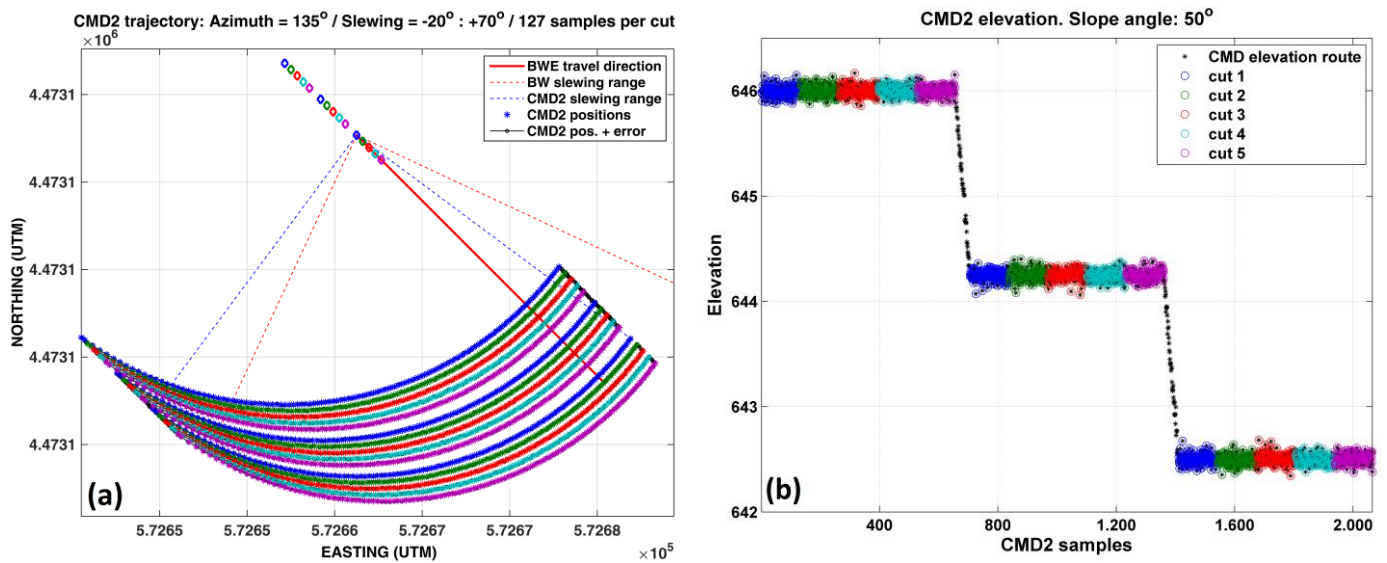 CMD2 trajectory: Azimuth = 135° / Slewing = -20° : +70° / 127 samples per cut
×10⁶
4.4731
4.4731
4.4731
4.4731
4.4731
NORTHING (UTM)
BWE travel direction
BW slewing range
CMD2 slewing range
CMD2 positions
CMD2 pos. + error
(a)
5.7265
5.7265
5.7266
5.7267
5.7267
5.7268
×10⁵
EASTING (UTM)
CMD2 elevation. Slope angle: 50°
646
645
644
643
642
Elevation
CMD elevation route
cut 1
cut 2
cut 3
cut 4
cut 5
(b)
400
800
1.200
1.600
2.000
CMD2 samples